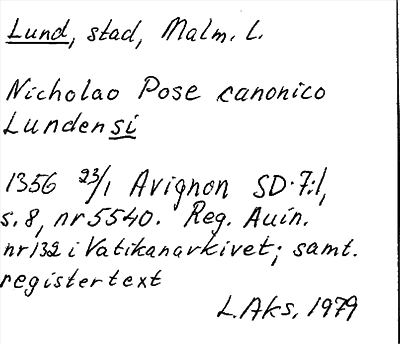 Lund, stad, Malm. L.
Nicholao Pose canonico
Lundensi
1356 23/1 Avignon SD 7:1,
s. 8, nr 5540. Reg. Auin.
nr 132 i Vatikanarkivet; samt.
registertext
L. Aks. 1979